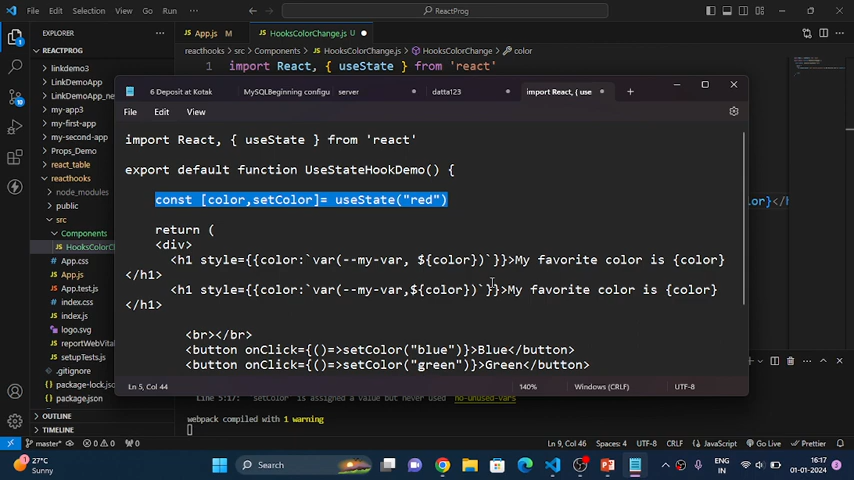 File Edit Selection View Go Run
ReactProg
EXPLORER
App.js M
HooksColorChange.js U
REACTPROG
reacthooks > src > Components > HooksColorChange.js > HooksColorChange > color
1 import React, { useState } from 'react'
linkdemo3
LinkDemoApp
LinkDemoApp_New
my-app3
my-first-app
my-second-app
Props_Demo
react_table
reacthooks
node_modules
public
src
Components
HooksColorCh
App.css
App.js
index.css
index.js
logo.svg
reportWebVital
setupTests.js
.gitignore
package-lock.json
package.json
OUTLINE
TIMELINE
6 Deposit at Kotak
MySQLBeginning configu
server
datta123
import React, { use
File Edit View
import React, { useState } from 'react'
export default function UseStateHookDemo() {
const [color,setColor]= useState("red")
return (
<div>
<h1 style={{color:`var(--my-var, ${color})`}}>My favorite color is {color}
</h1>
<h1 style={{color:`var(--my-var,${color})`}}>My favorite color is {color}
</h1>
<br></br>
<button onClick={()=>setColor("blue")}>Blue</button>
<button onClick={()=>setColor("green")}>Green</button>
Ln 5, Col 44 140% Windows (CRLF) UTF-8
or}</h
Line 5:17: 'setColor' is assigned a value but never used no-unused-vars
webpack compiled with 1 warning
master* 0 0 0 Ln 9, Col 46 Spaces: 4 UTF-8 CRLF JavaScript Go Live Prettier
27°C
Sunny
Search
ENG
IN
16:17
01-01-2024
3